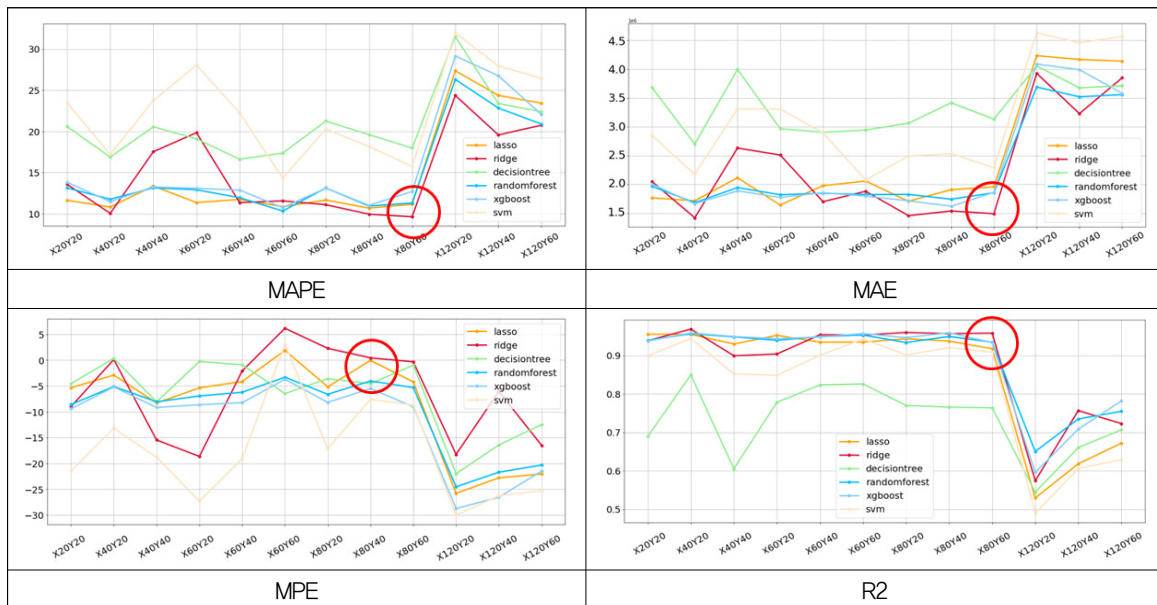 30
25
20
15
10
lasso
ridge
decisiontree
randomforest
xgboost
svm
X20Y20
X40Y20
X40Y40
X60Y20
X60Y40
X60Y60
X80Y20
X80Y40
X80Y60
X120Y20
X120Y40
X120Y60
MAPE
1e6
4.5
4.0
3.5
3.0
2.5
2.0
1.5
lasso
ridge
decisiontree
randomforest
xgboost
svm
X20Y20
X40Y20
X40Y40
X60Y20
X60Y40
X60Y60
X80Y20
X80Y40
X80Y60
X120Y20
X120Y40
X120Y60
MAE
5
0
−5
−10
−15
−20
−25
−30
lasso
ridge
decisiontree
randomforest
xgboost
svm
X20Y20
X40Y20
X40Y40
X60Y20
X60Y40
X60Y60
X80Y20
X80Y40
X80Y60
X120Y20
X120Y40
X120Y60
MPE
0.9
0.8
0.7
0.6
0.5
lasso
ridge
decisiontree
randomforest
xgboost
svm
X20Y20
X40Y20
X40Y40
X60Y20
X60Y40
X60Y60
X80Y20
X80Y40
X80Y60
X120Y20
X120Y40
X120Y60
R2